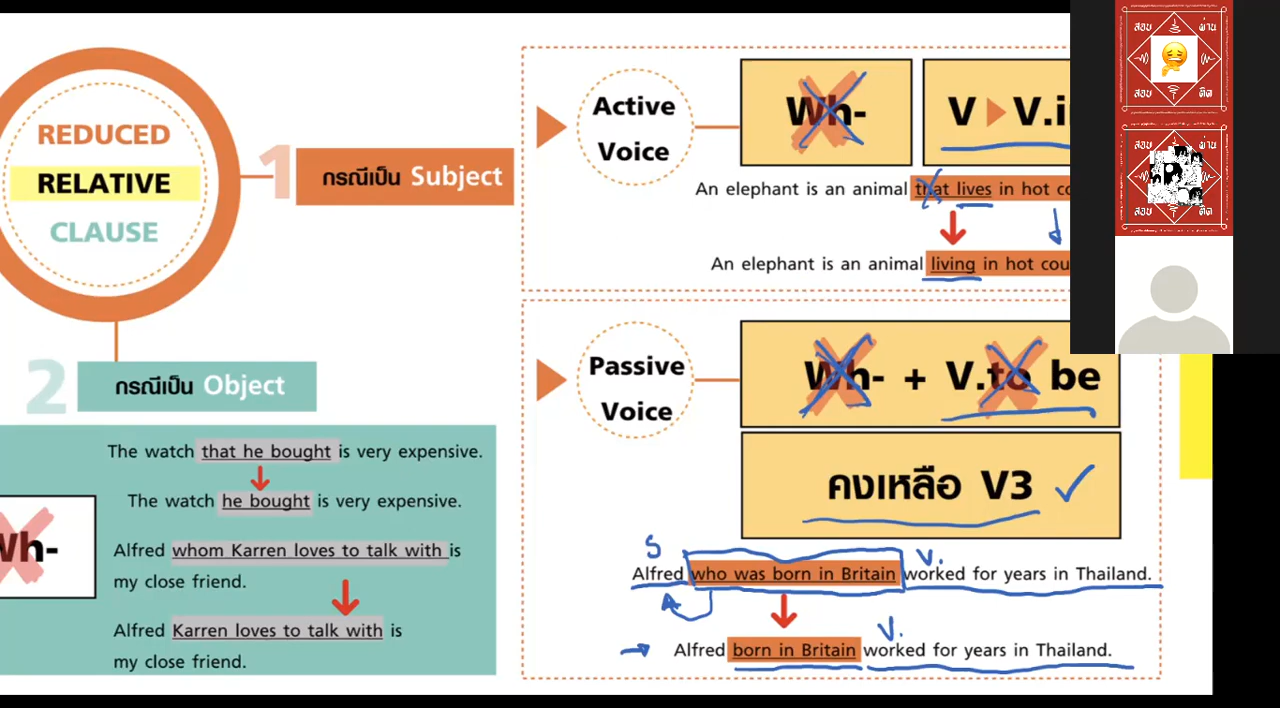 REDUCED
RELATIVE
CLAUSE
1 กรณีเป็น Subject
Active
Voice
Wh-
V V.i
An elephant is an animal that lives in hot co
An elephant is an animal living in hot cou
Passive
Voice
Wh- + V.to be
คงเหลือ V3
S
V.
Alfred who was born in Britain worked for years in Thailand.
V.
Alfred born in Britain worked for years in Thailand.
2 กรณีเป็น Object
The watch that he bought is very expensive.
The watch he bought is very expensive.
Wh-
Alfred whom Karren loves to talk with is
my close friend.
Alfred Karren loves to talk with is
my close friend.
สอบ ผ่าน
สอบ ติด
สอบ ผ่าน
สอบ ติด